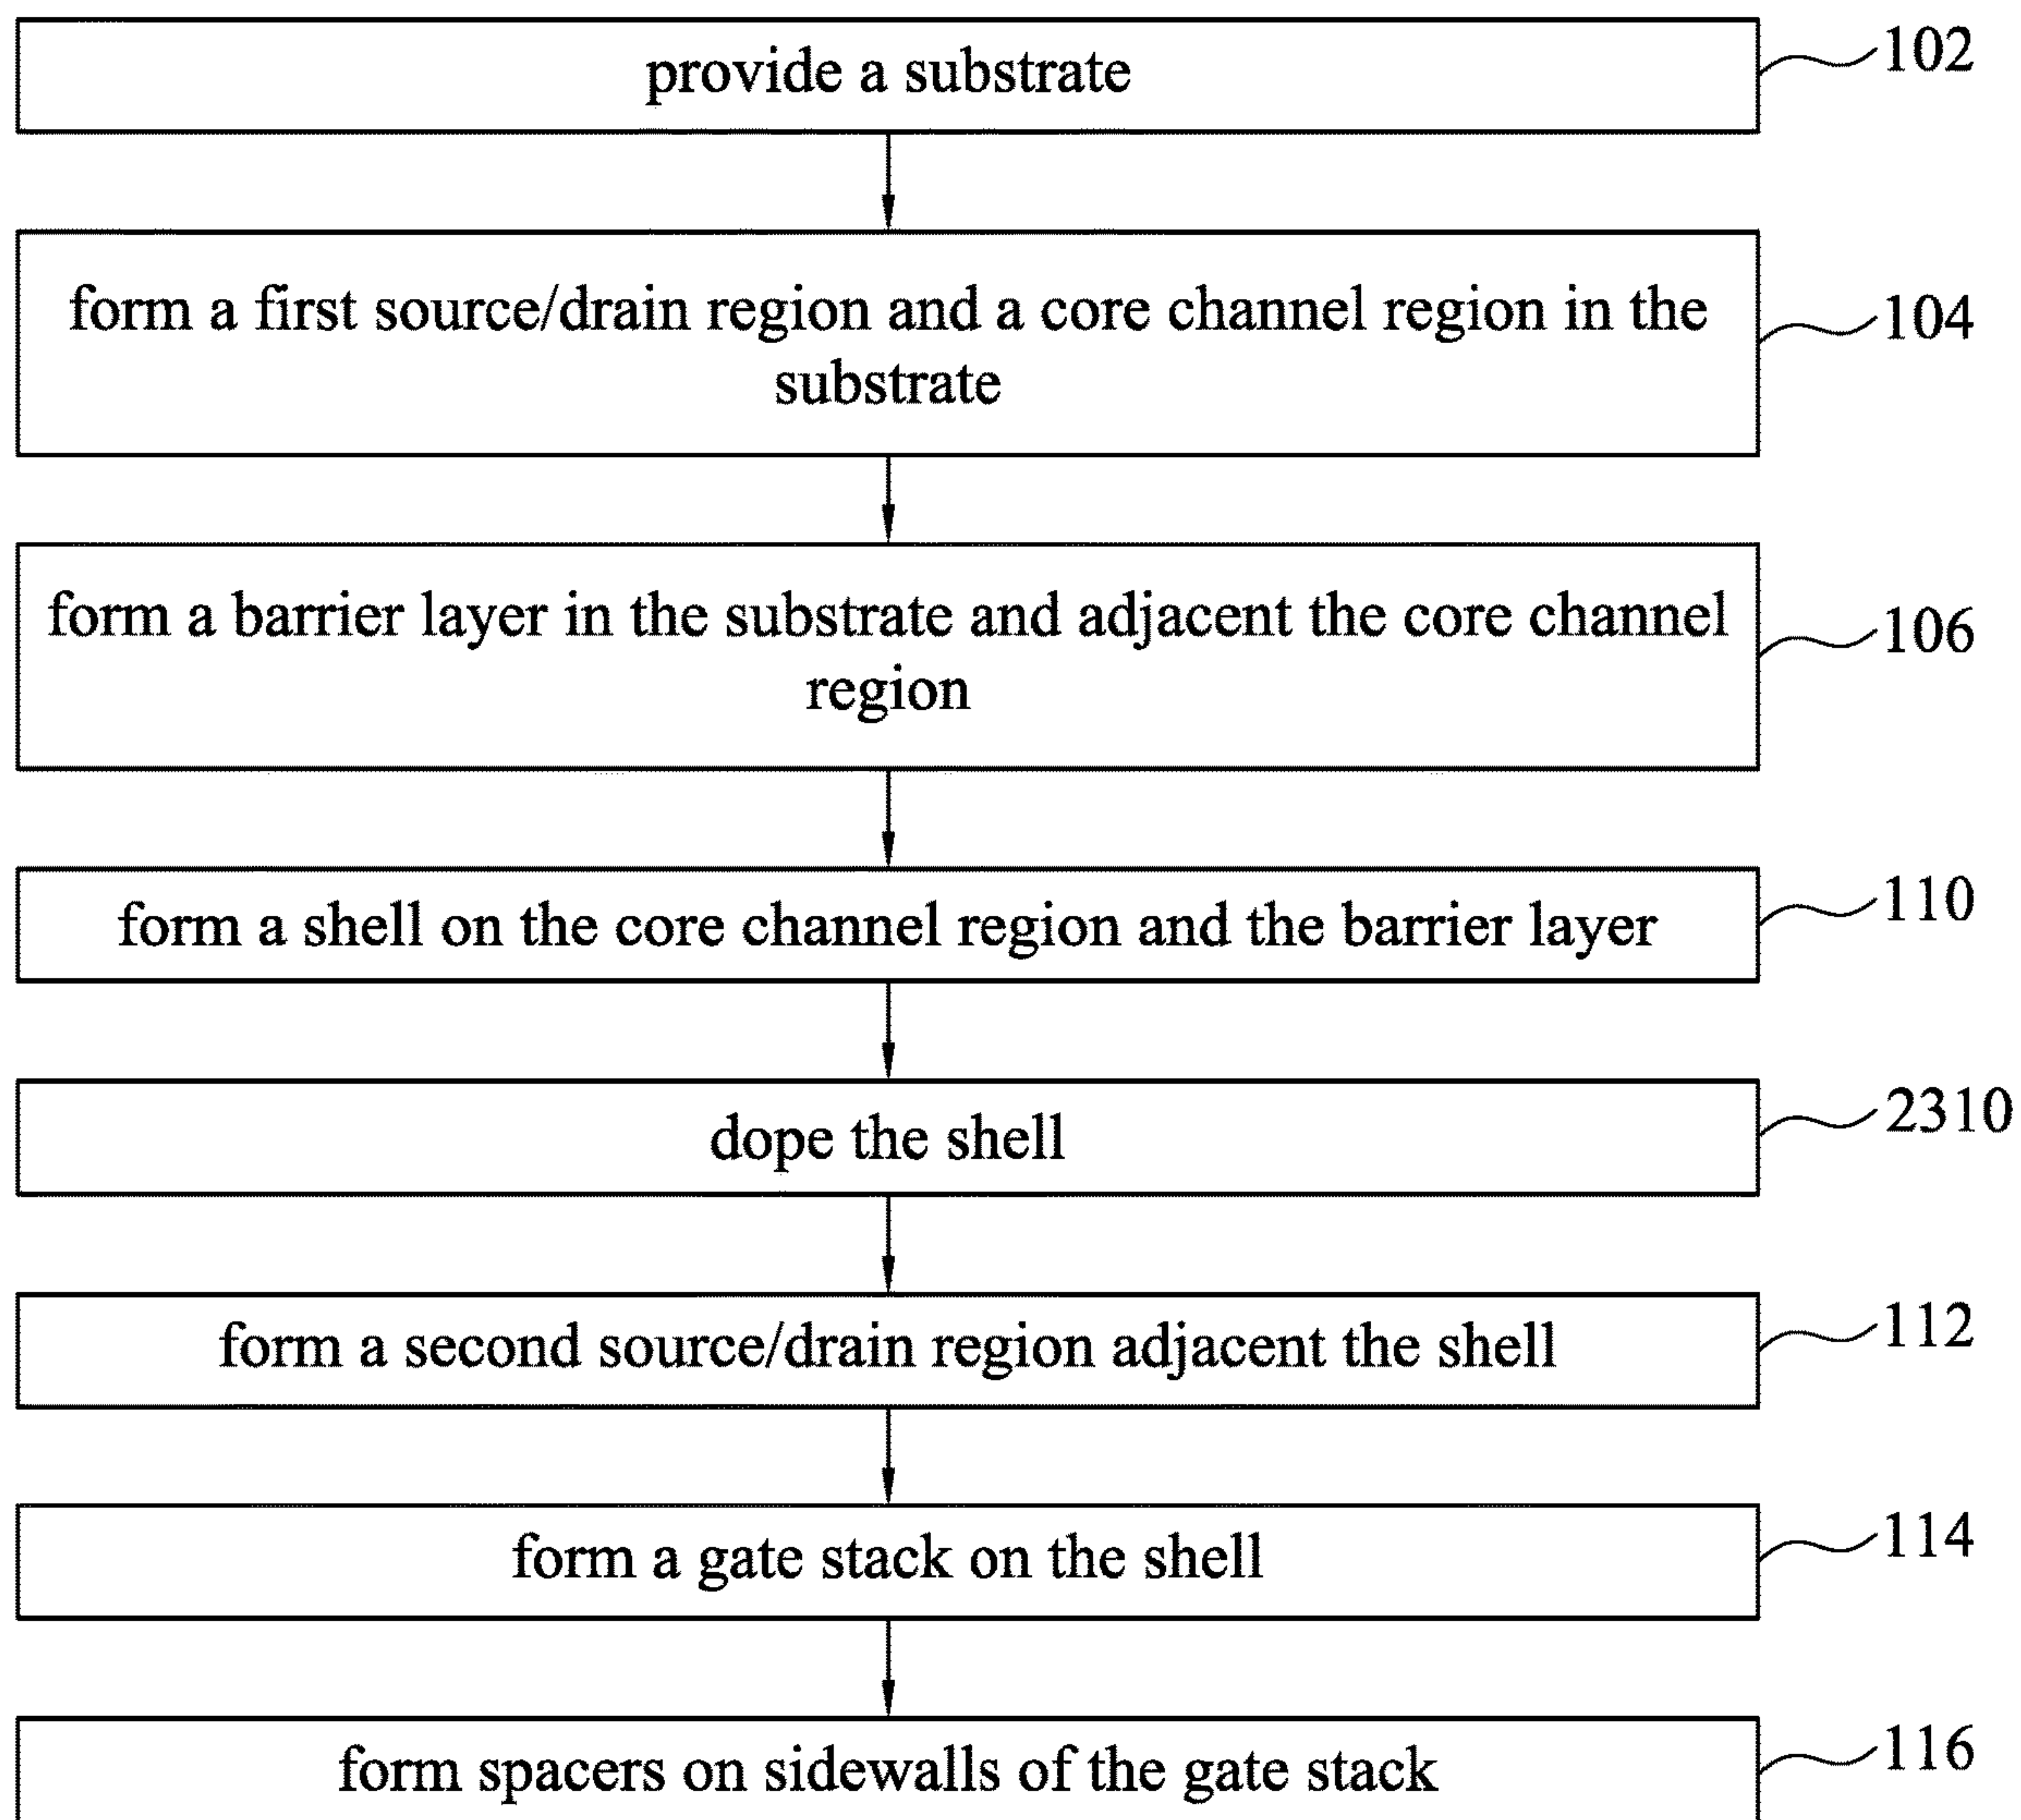 provide a substrate
102
form a first source/drain region and a core channel region in the
substrate
104
form a barrier layer in the substrate and adjacent the core channel
region
106
form a shell on the core channel region and the barrier layer
110
dope the shell
2310
form a second source/drain region adjacent the shell
112
form a gate stack on the shell
114
form spacers on sidewalls of the gate stack
116